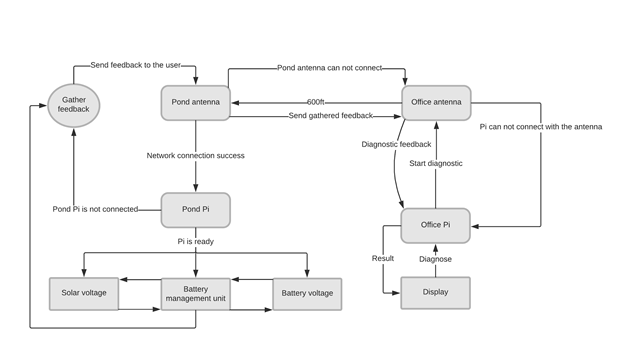 Send feedback to the user
Pond antenna can not connect
Gather
feedback
Pond antenna
600ft
Office antenna
Send gathered feedback
Pi can not connect with the antenna
Diagnostic feedback
Network connection success
Start diagnostic
Pond Pi is not connected
Pond Pi
Office Pi
Pi is ready
Result
Diagnose
Solar voltage
Battery
management unit
Battery voltage
Display